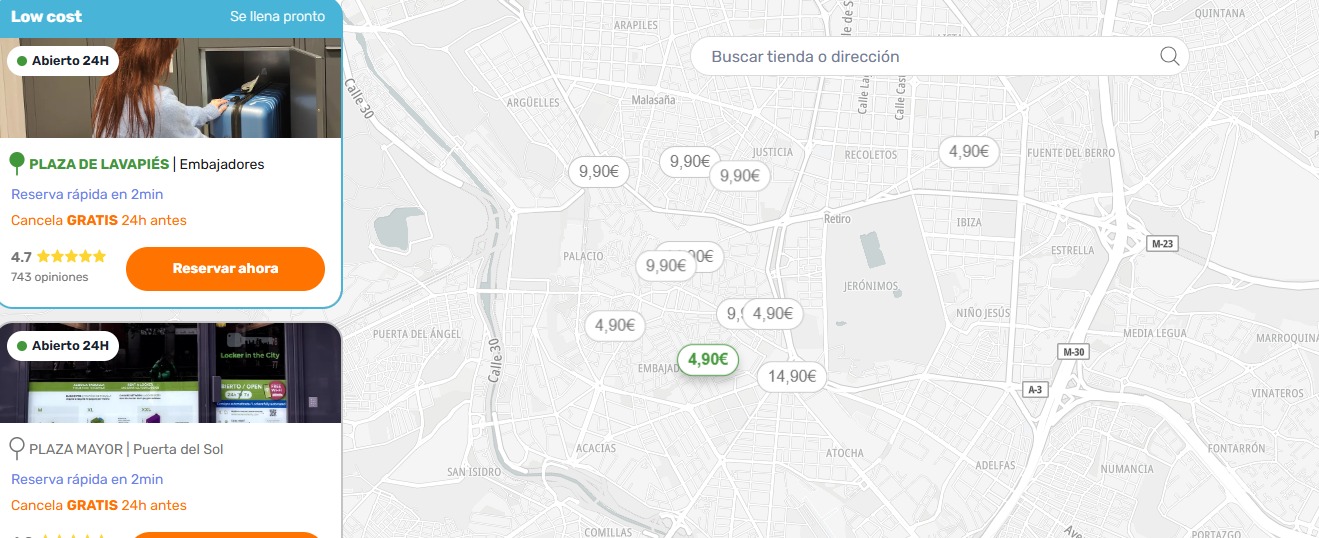 Low cost
Se llena pronto
Abierto 24H
PLAZA DE LAVAPIÉS | Embajadores
Reserva rápida en 2min
Cancela GRATIS 24h antes
4.7
743 opiniones
Reservar ahora
Abierto 24H
Locker in the City
PLAZA MAYOR | Puerta del Sol
Reserva rápida en 2min
Cancela GRATIS 24h antes
Buscar tienda o dirección
QUINTANA
ARAPILES
Calle 30
ARGÜELLES
Malasaña
JUSTICIA
RECOLETOS
FUENTE DEL BERRO
9,90€
9,90€
9,90€
4,90€
Retiro
IBIZA
PALACIO
ESTRELLA
M-23
9,90€
JERÓNIMOS
NIÑO JESÚS
4,90€
4,90€
PUERTA DEL ÁNGEL
MEDIA LEGUA
MARROQUINA
Calle 30
4,90€
14,90€
M-30
A-3
VINATEROS
ACACIAS
ATOCHA
ADELFAS
FONTARRÓN
SAN ISIDRO
NUMANCIA
COMILLAS
PORTAZGO